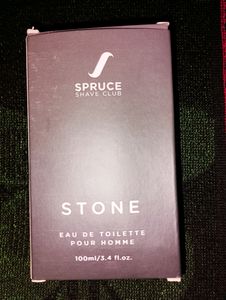 SPRUCE
SHAVE CLUB
STONE
EAU DE TOILETTE
POUR HOMME
100ml/3.4 fl.oz.